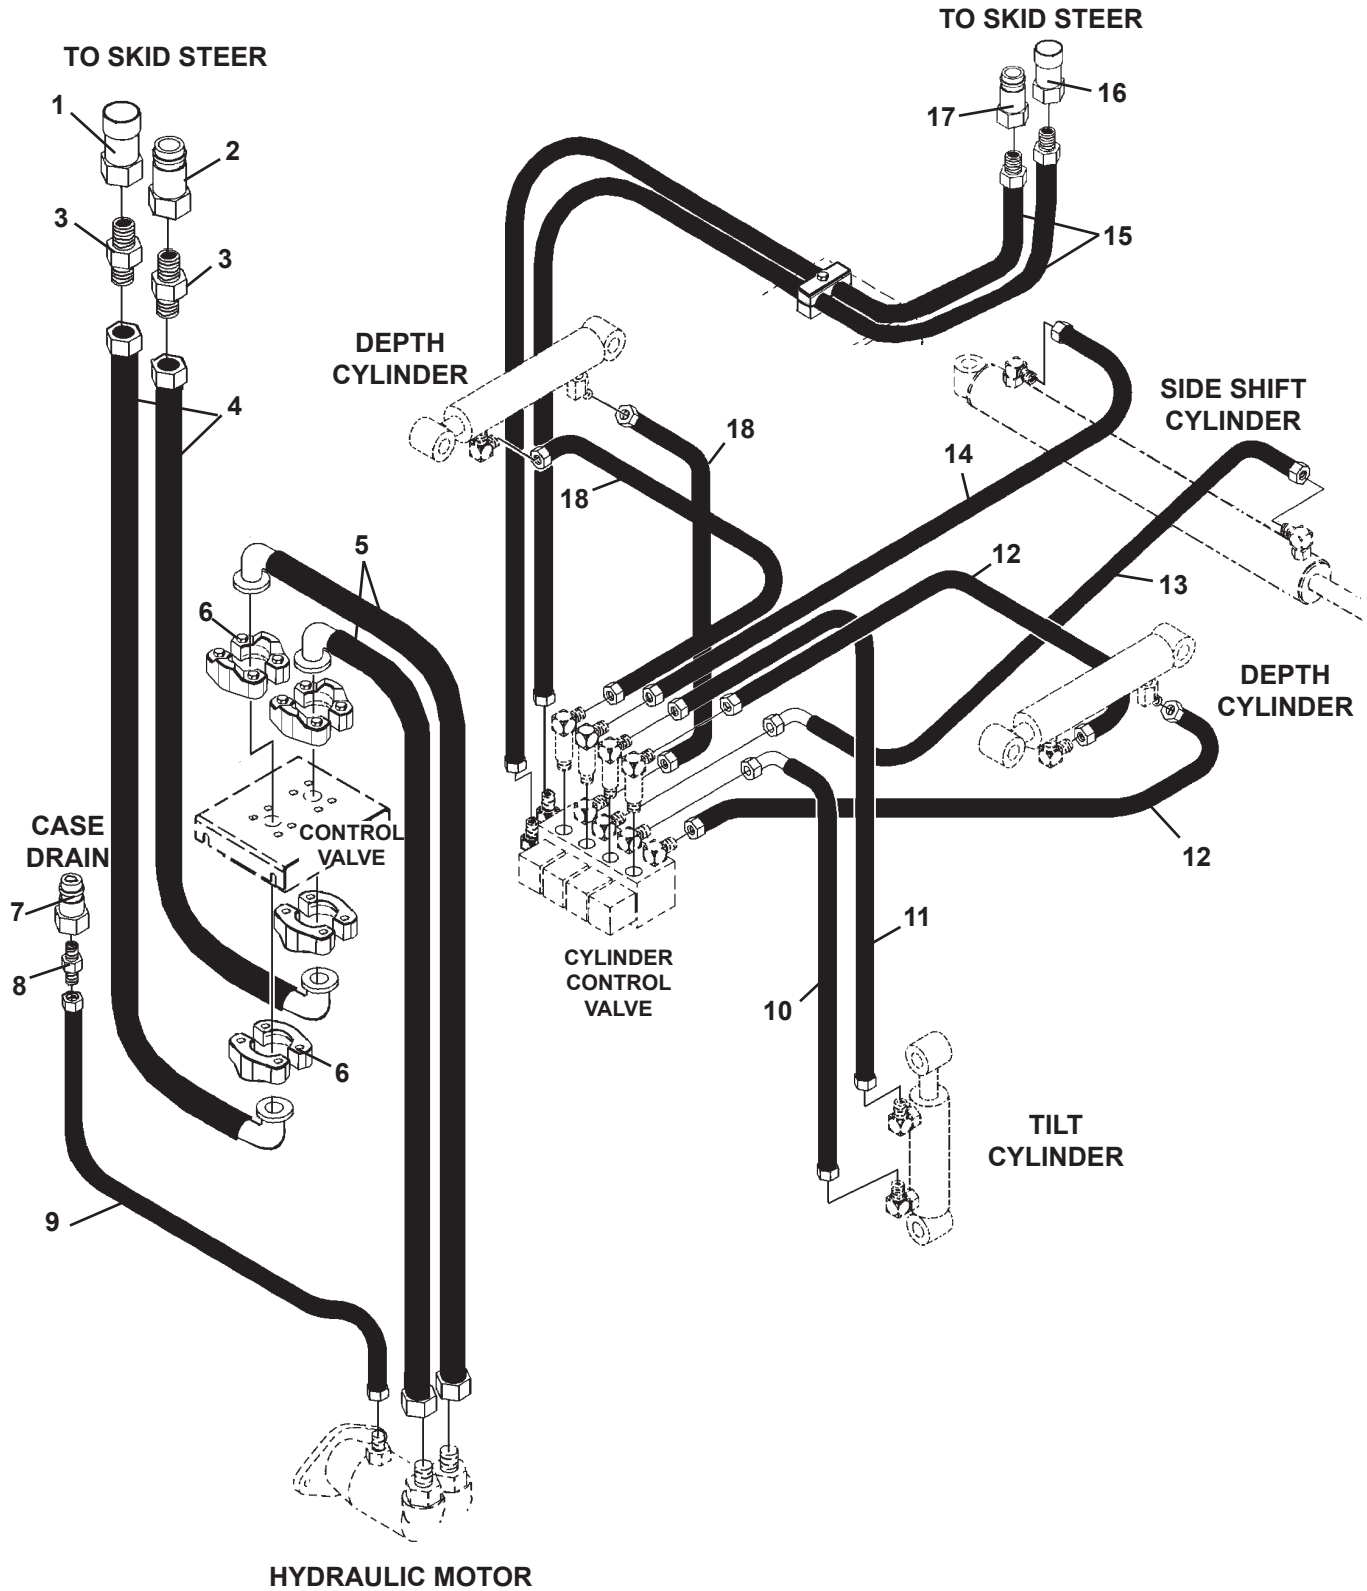 TO SKID STEER
TO SKID STEER
1
2
3
3
4
5
6
DEPTH
CYLINDER
16
17
15
SIDE SHIFT
CYLINDER
18
18
14
12
13
DEPTH
CYLINDER
CONTROL
VALVE
CASE
DRAIN
7
8
6
9
12
11
10
CYLINDER
CONTROL
VALVE
TILT
CYLINDER
HYDRAULIC MOTOR